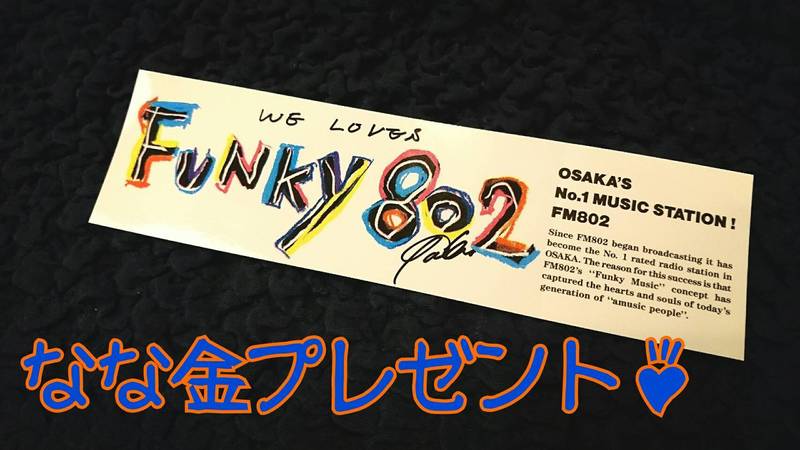 WE LOVES
FUNKY 802
OSAKA'S
No.1 MUSIC STATION!
FM802
Since FM802 began broadcasting it has
become the No. 1 rated radio station in
OSAKA. The reason for this success is that
FM802's "Funky Music" concept has
captured the hearts and souls of today's
generation of "amusic people".
なな金プレゼント